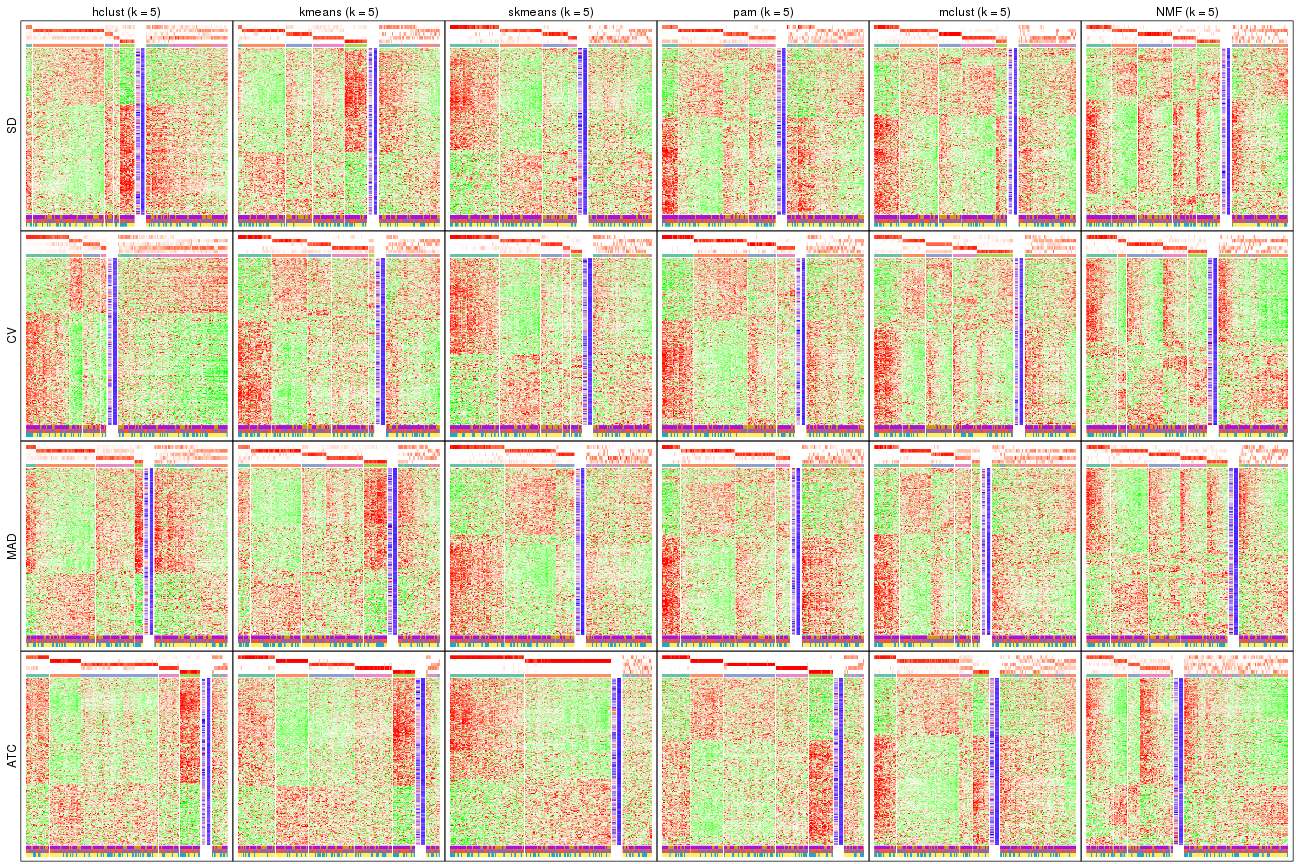 hclust (k = 5) kmeans (k = 5) skmeans (k = 5) pam (k = 5) mclust (k = 5) NMF (k = 5)
SD
CV
MAD
ATC